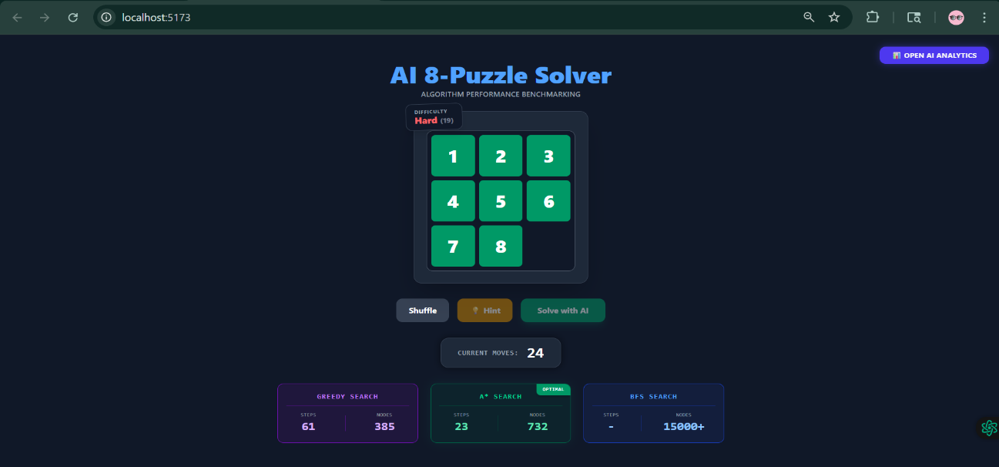 localhost:5173
📊 OPEN AI ANALYTICS
AI 8-Puzzle Solver
ALGORITHM PERFORMANCE BENCHMARKING
DIFFICULTY
Hard (19)
1 2 3
4 5 6
7 8
Shuffle 💡 Hint Solve with AI
CURRENT MOVES: 24
GREEDY SEARCH
STEPS NODES
61 385
OPTIMAL
A* SEARCH
STEPS NODES
23 732
BFS SEARCH
STEPS NODES
- 15000+